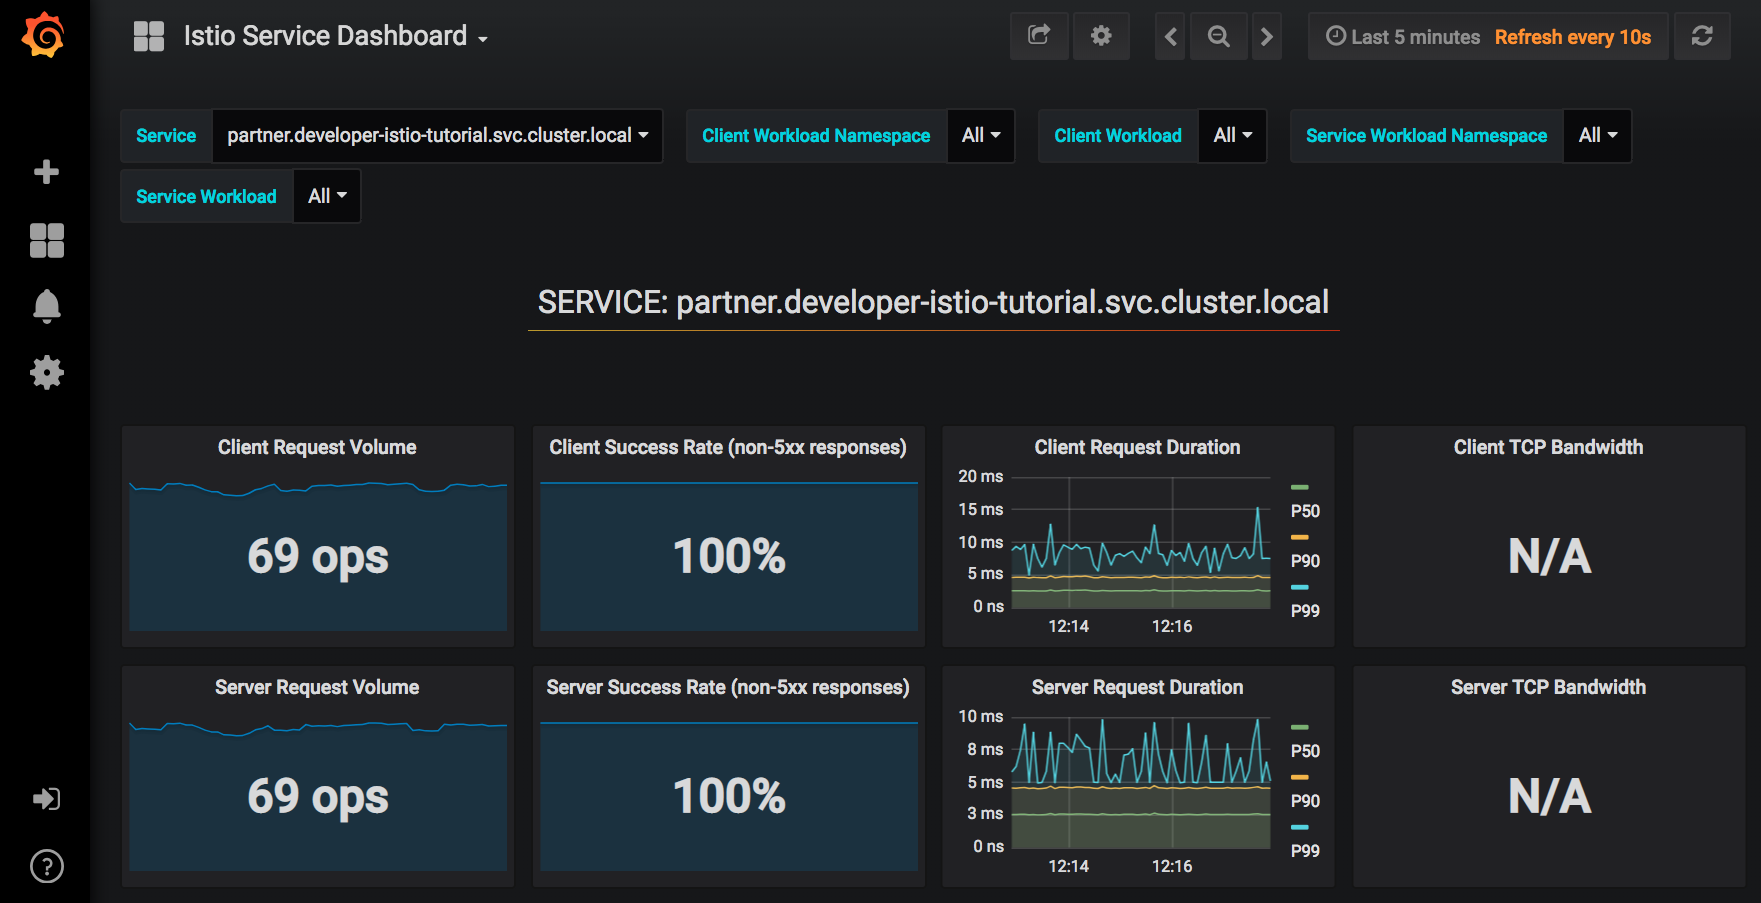 Istio Service Dashboard
Last 5 minutes Refresh every 10s
Service partner.developer-istio-tutorial.svc.cluster.local Client Workload Namespace All Client Workload All Service Workload Namespace All
Service Workload All
SERVICE: partner.developer-istio-tutorial.svc.cluster.local
Client Request Volume
69 ops
Client Success Rate (non-5xx responses)
100%
Client Request Duration
20 ms
15 ms
10 ms
5 ms
0 ns
12:14 12:16
P50
P90
P99
Client TCP Bandwidth
N/A
Server Request Volume
69 ops
Server Success Rate (non-5xx responses)
100%
Server Request Duration
10 ms
8 ms
5 ms
3 ms
0 ns
12:14 12:16
P50
P90
P99
Server TCP Bandwidth
N/A